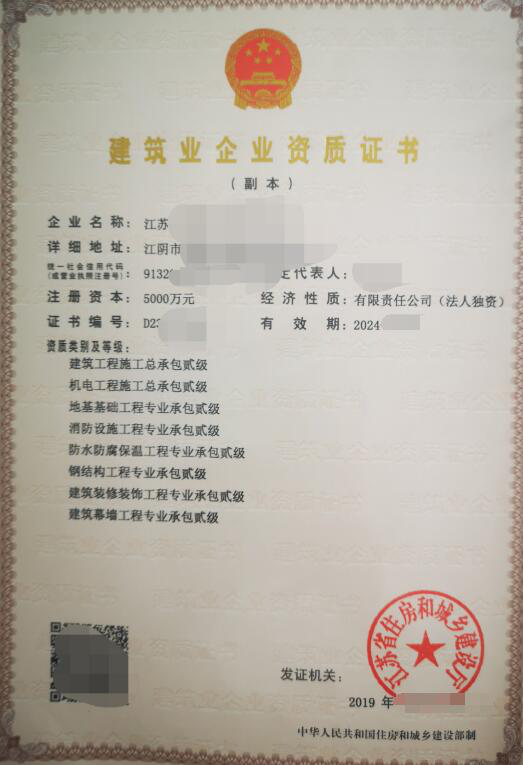 建筑业企业资质证书
（副本）
企业名称：江苏
详细地址：江阴市
统一社会信用代码
（或营业执照注册号）：9132 定代表人：
注册资本：5000万元 经济性质：有限责任公司（法人独资）
证书编号：D23 有效期：2024
资质类别及等级：
建筑工程施工总承包贰级
机电工程施工总承包贰级
地基基础工程专业承包贰级
消防设施工程专业承包贰级
防水防腐保温工程专业承包贰级
钢结构工程专业承包贰级
建筑装修装饰工程专业承包贰级
建筑幕墙工程专业承包贰级
江苏省住房和城乡建设厅
发证机关：
2019 年
中华人民共和国住房和城乡建设部制